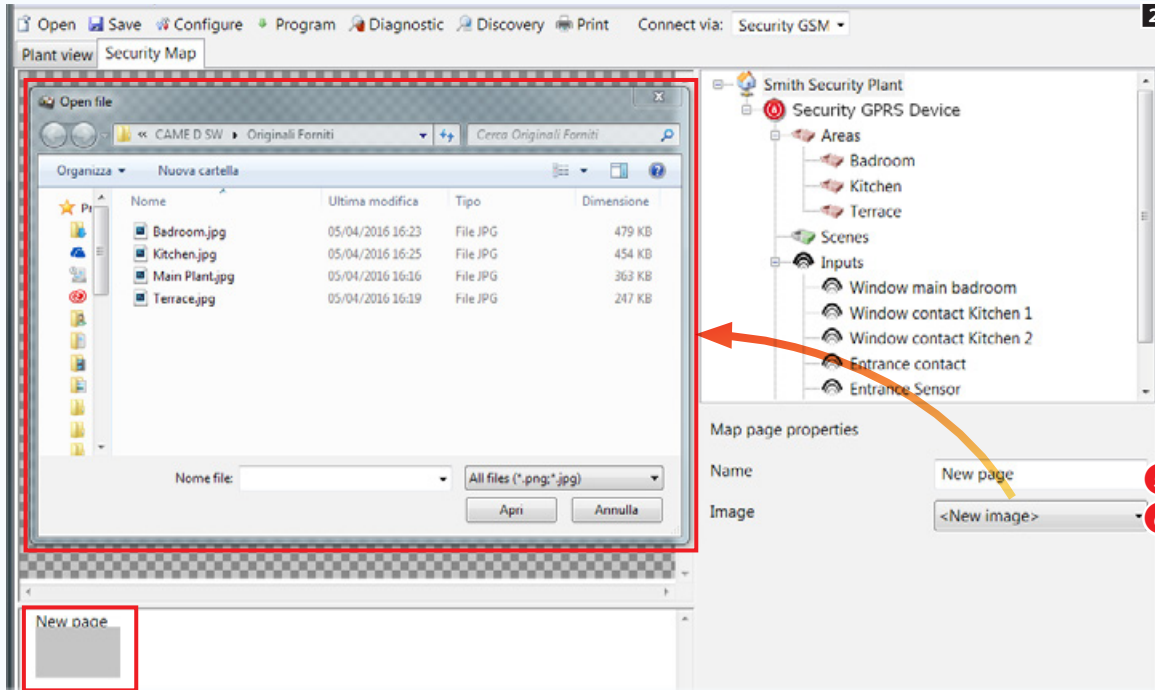 Open Save Configure Program Diagnostic Discovery Print Connect via: Security GSM
Plant view Security Map
Open file
« CAME D SW Originali Forniti Cerca Originali Forniti
Organizza Nuova cartella
Nome Ultima modifica Tipo Dimensione
Badroom.jpg 05/04/2016 16:23 File JPG 479 KB
Kitchen.jpg 05/04/2016 16:25 File JPG 454 KB
Main Plant.jpg 05/04/2016 16:16 File JPG 363 KB
Terrace.jpg 05/04/2016 16:19 File JPG 247 KB
Nome file: All files (*.png;*.jpg)
Apri Annulla
New page
2
Smith Security Plant
Security GPRS Device
Areas
Badroom
Kitchen
Terrace
Scenes
Inputs
Window main badroom
Window contact Kitchen 1
Window contact Kitchen 2
Entrance contact
Entrance Sensor
Map page properties
Name New page
Image <New image>